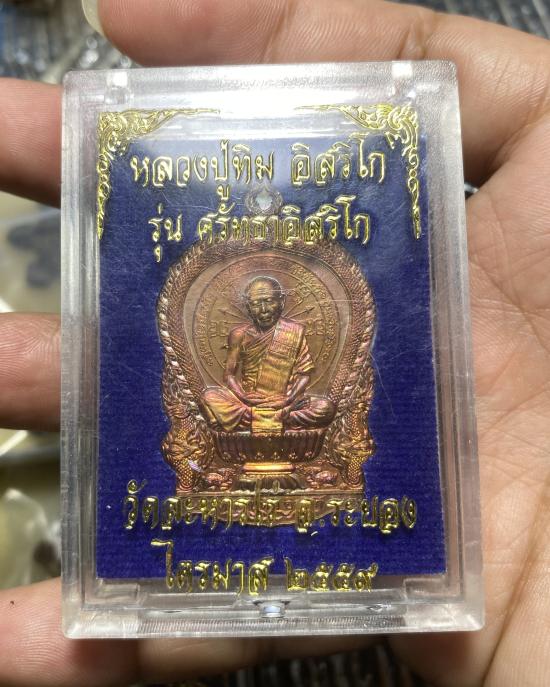 หลวงปู่ทิม อิสริโก
รุ่น ศรัทธาอิสริโก
วัดละหารไร่ จ.ระยอง
ไตรมาส ๒๕๕๙